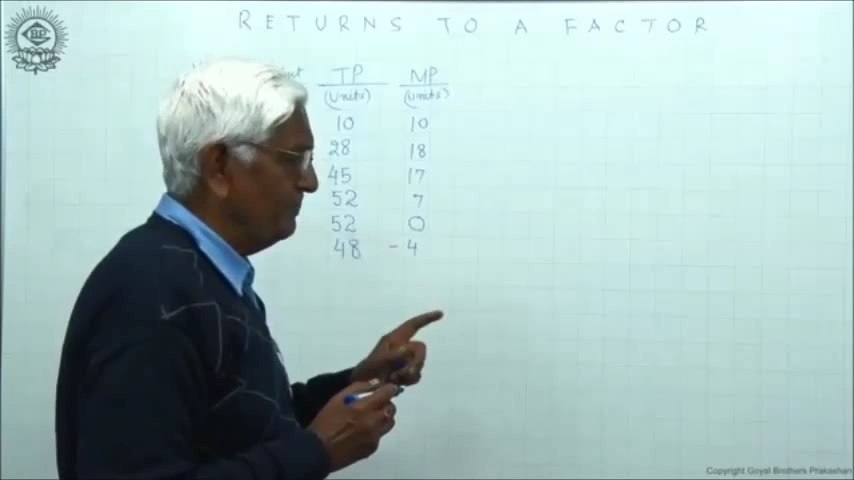 RETURNS TO A FACTOR
TP MP
(Units) (Units)
10 10
28 18
45 17
52 7
52 0
48 -4
Copyright Goyal Brothers Prakashan